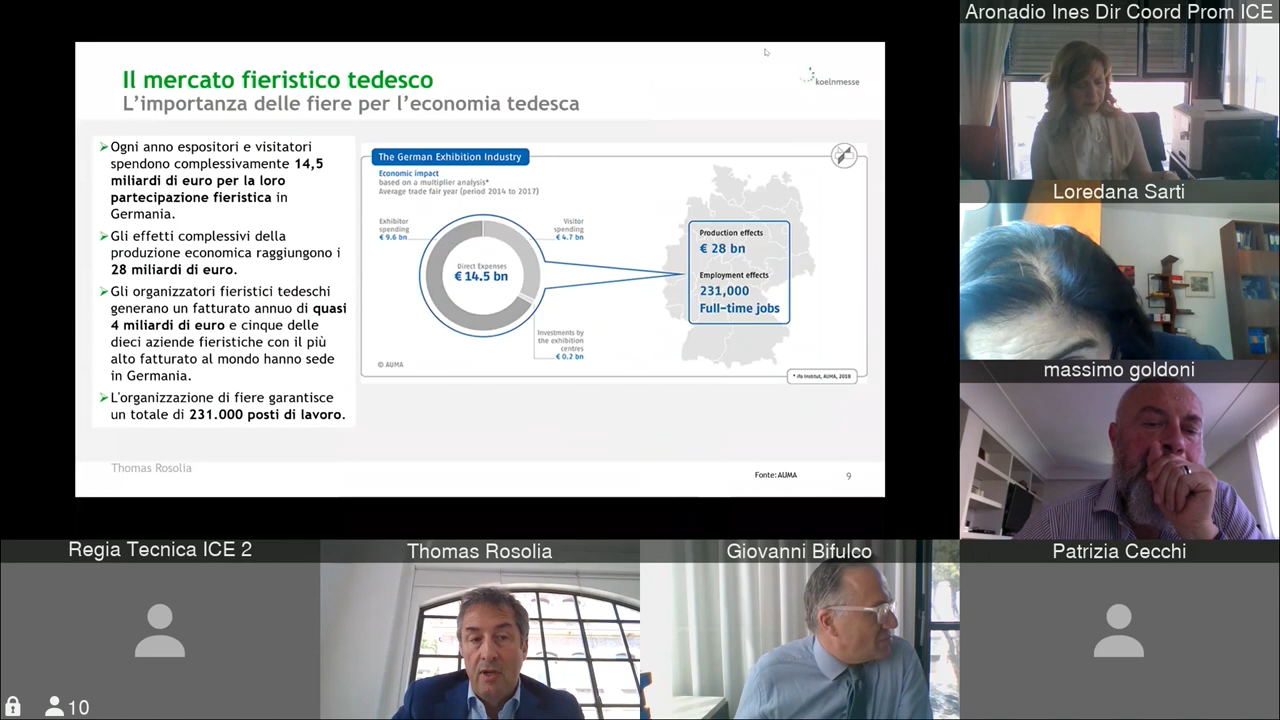 Aronadio Ines Dir Coord Prom ICE
Il mercato fieristico tedesco
L'importanza delle fiere per l'economia tedesca
koelnmesse
➢Ogni anno espositori e visitatori
spendono complessivamente 14,5
miliardi di euro per la loro
partecipazione fieristica in
Germania.
➢Gli effetti complessivi della
produzione economica raggiungono i
28 miliardi di euro.
➢Gli organizzatori fieristici tedeschi
generano un fatturato annuo di quasi
4 miliardi di euro e cinque delle
dieci aziende fieristiche con il più
alto fatturato al mondo hanno sede
in Germania.
➢L'organizzazione di fiere garantisce
un totale di 231.000 posti di lavoro.
The German Exhibition Industry
Economic impact
based on a multiplier analysis*
Average trade fair year (period 2014 to 2017)
Exhibitor
spending
€ 9.6 bn
Visitor
spending
€ 4.7 bn
Direct Expenses
€ 14.5 bn
Investments by
the exhibition
centres
€ 0.2 bn
Production effects
€ 28 bn
Employment effects
231,000
Full-time jobs
© AUMA
* ifo Institut, AUMA, 2018
Thomas Rosolia
Fonte: AUMA
9
Loredana Sarti
massimo goldoni
Regia Tecnica ICE 2
Thomas Rosolia
Giovanni Bifulco
Patrizia Cecchi
10